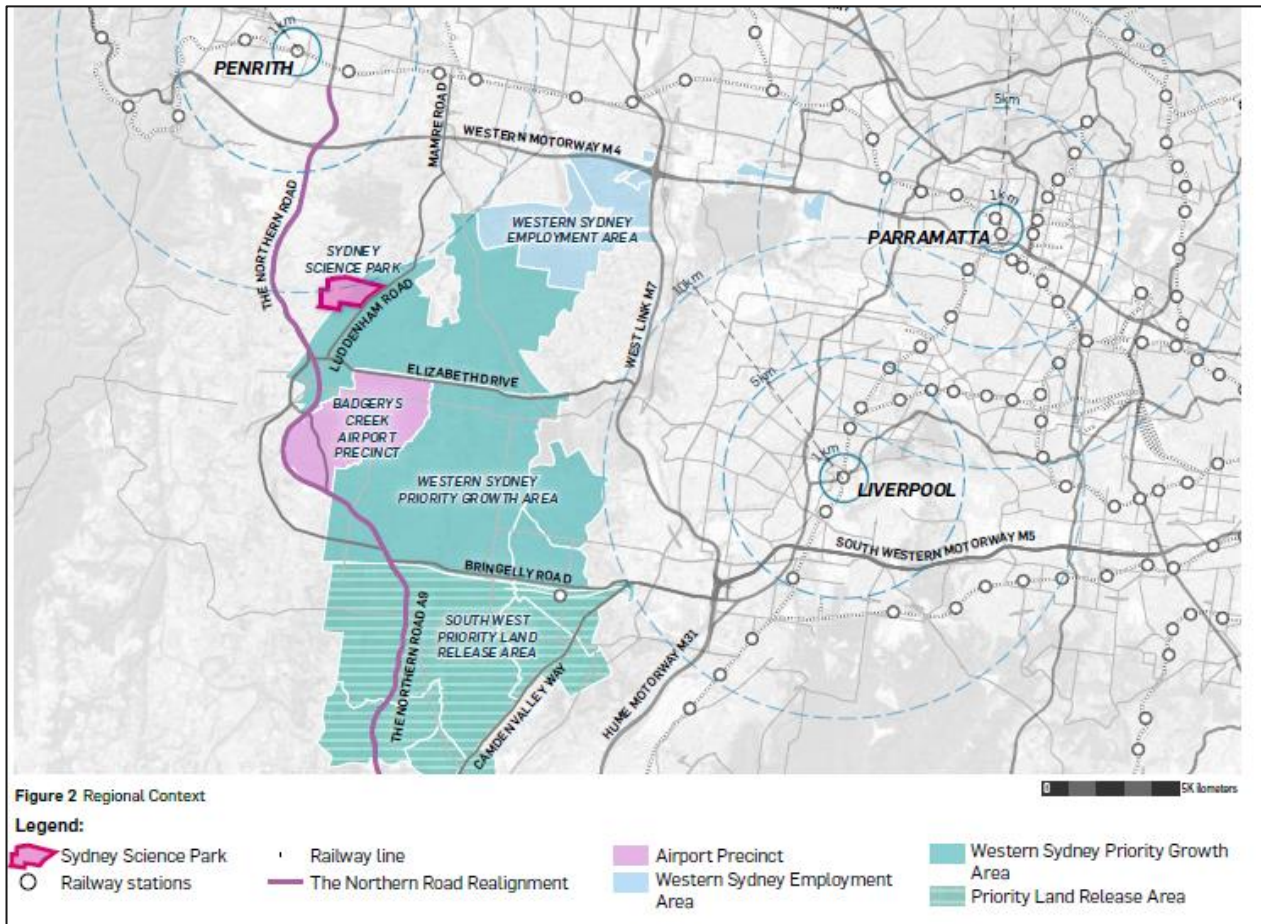 1km
PENRITH
MAMRE ROAD
WESTERN MOTORWAY M4
5km
1km
THE NORTHERN ROAD
WESTERN SYDNEY
EMPLOYMENT AREA
PARRAMATTA
SYDNEY
SCIENCE PARK
LUDDENHAM ROAD
10km
WEST LINK M7
ELIZABETH DRIVE
5km
BADGERYS
CREEK
AIRPORT
PRECINCT
1km
LIVERPOOL
WESTERN SYDNEY
PRIORITY GROWTH AREA
SOUTH WESTERN MOTORWAY M5
BRINGELLY ROAD
THE NORTHERN ROAD A9
SOUTH WEST
PRIORITY LAND
RELEASE AREA
CAMDEN VALLEY WAY
HUME MOTORWAY M31
Figure 2 Regional Context
0 5Kilometers
Legend:
Sydney Science Park
Railway line
Airport Precinct
Western Sydney Priority Growth
Area
Railway stations
The Northern Road Realignment
Western Sydney Employment
Area
Priority Land Release Area